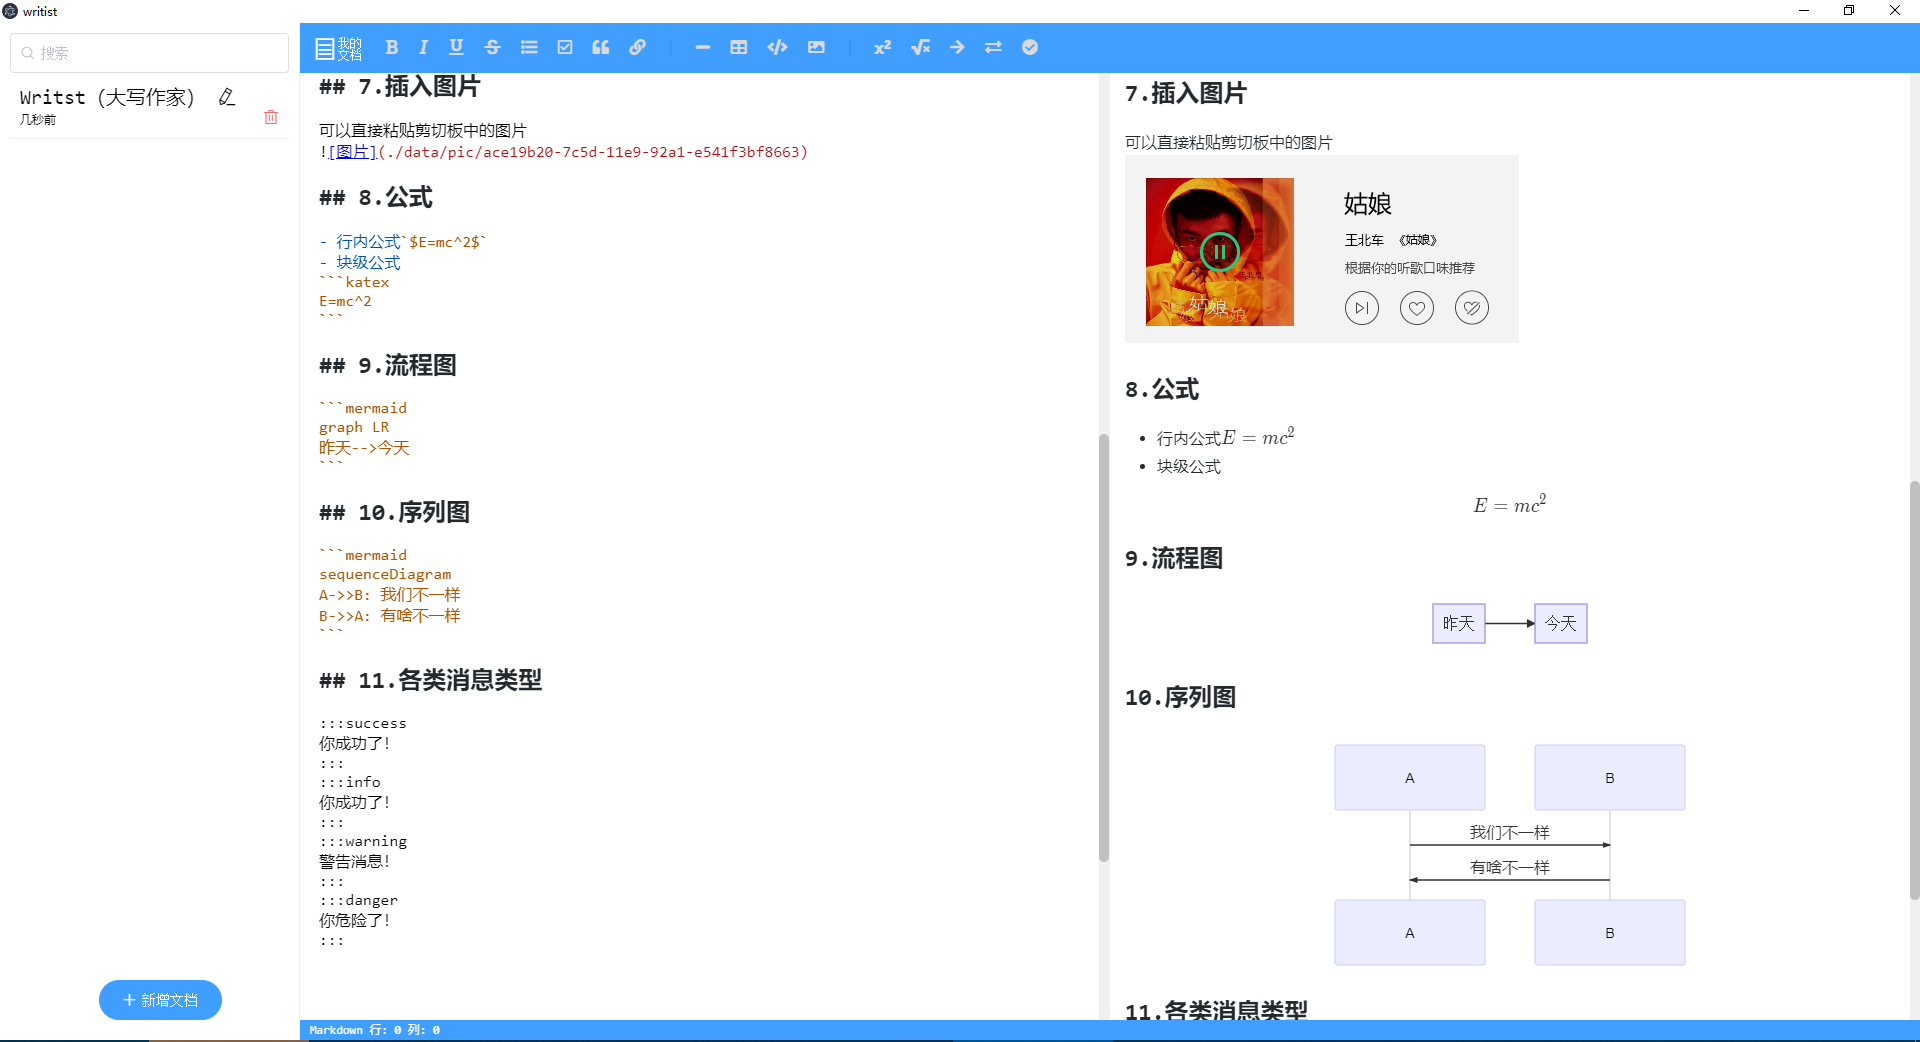 writist
搜索
Writst（大写作家）
几秒前
新增文档
我的
文档
B I U S
x²
## 7.插入图片
可以直接粘贴剪切板中的图片
![图片](./data/pic/ace19b20-7c5d-11e9-92a1-e541f3bf8663)
## 8.公式
- 行内公式`$E=mc^2$`
- 块级公式
```katex
E=mc^2
```
## 9.流程图
```mermaid
graph LR
昨天-->今天
```
## 10.序列图
```mermaid
sequenceDiagram
A->>B: 我们不一样
B->>A: 有啥不一样
```
## 11.各类消息类型
:::success
你成功了！
:::
:::info
你成功了！
:::
:::warning
警告消息！
:::
:::danger
你危险了！
:::
Markdown 行: 0 列: 0
7.插入图片
可以直接粘贴剪切板中的图片
姑娘
姑娘
王北车 《姑娘》
根据你的听歌口味推荐
8.公式
• 行内公式E = mc²
• 块级公式
E = mc²
9.流程图
昨天
今天
10.序列图
A
B
我们不一样
有啥不一样
A
B
11.各类消息类型